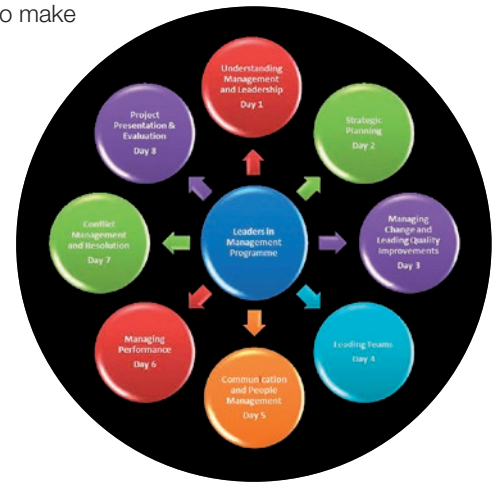 o make
Understanding
Management
and Leadership
Day 1
Strategic
Planning
Day 2
Managing
Change and
Leading Quality
Improvements
Day 3
Leading Teams
Day 4
Communication
and People
Management
Day 5
Managing
Performance
Day 6
Conflict
Management
and Resolution
Day 7
Project
Presentation &
Evaluation
Day 8
Leaders in
Management
Programme